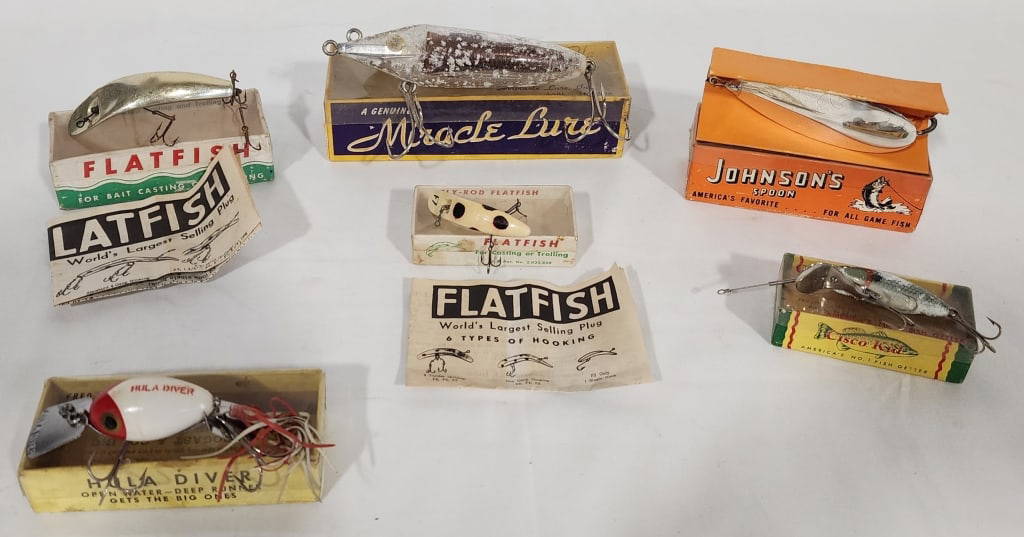 FLATFISH
FOR BAIT CASTING
LATFISH
World's Largest Selling Plug
A GENUINE
Miracle Lure
JOHNSON'S
SPOON
AMERICA'S FAVORITE
FOR ALL GAME FISH
LY-ROD FLATFISH
FLATFISH
For Casting or Trolling
FLATFISH
World's Largest Selling Plug
6 TYPES OF HOOKING
Cisco Kid
AMERICA'S NO. 1 FISH GETTER
HULA DIVER
HULA DIVER
OPEN WATER-DEEP RUNNE
GETS THE BIG ONES